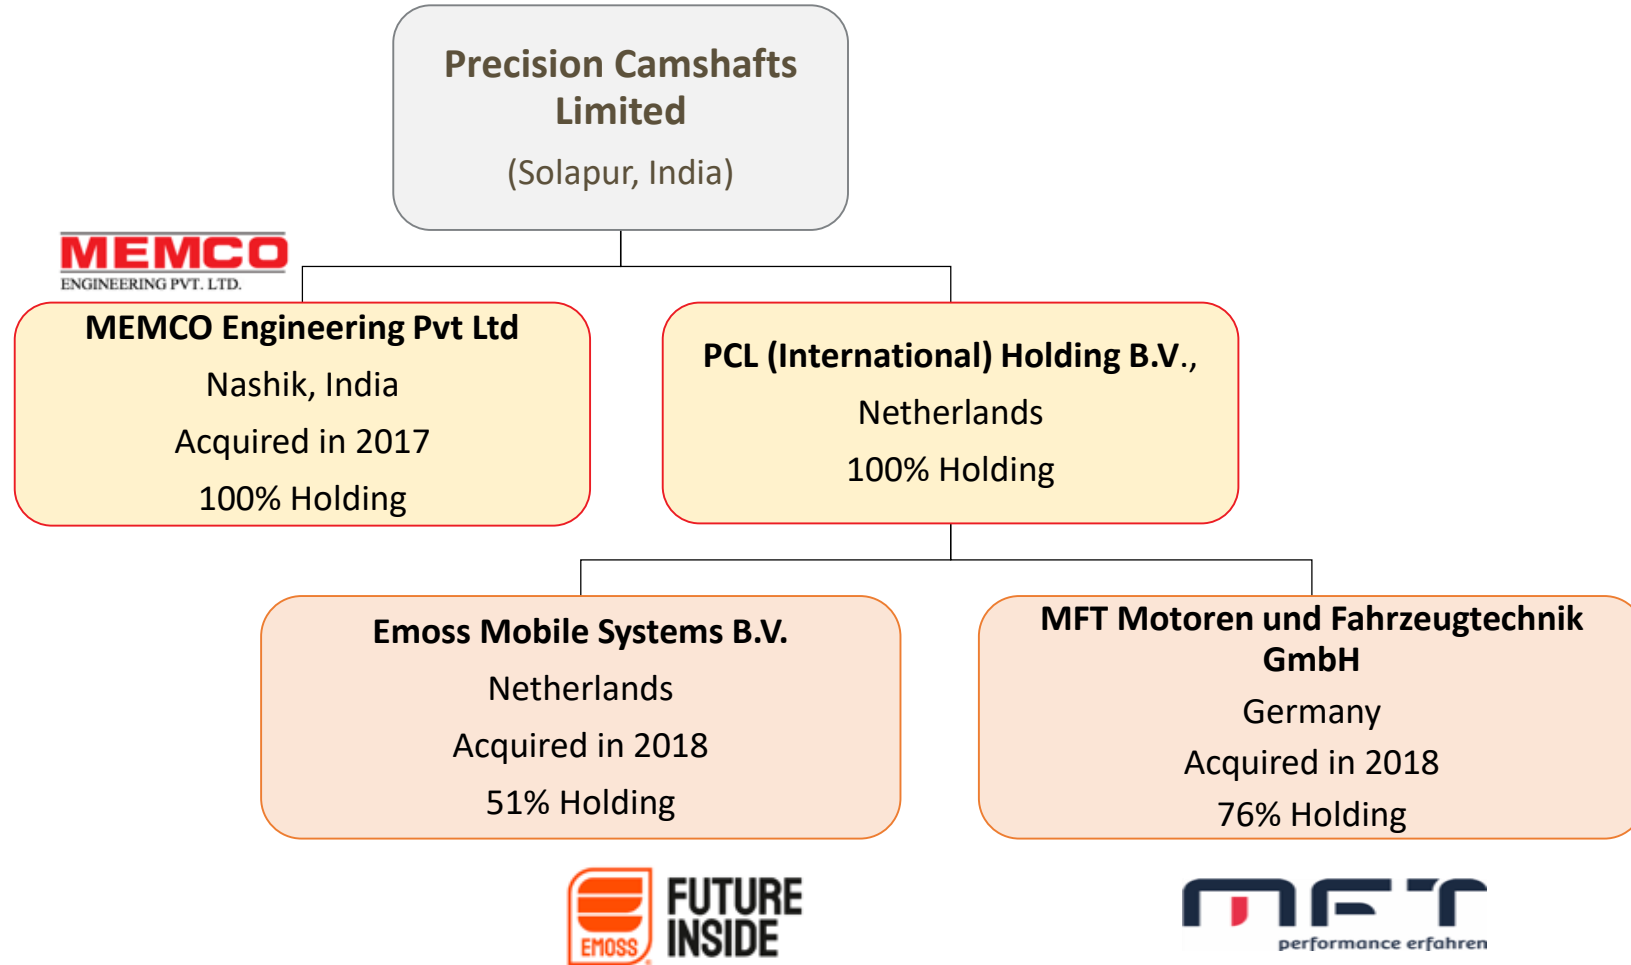 Precision Camshafts
Limited
(Solapur, India)
MEMCO
ENGINEERING PVT. LTD.
MEMCO Engineering Pvt Ltd
Nashik, India
Acquired in 2017
100% Holding
PCL (International) Holding B.V.,
Netherlands
100% Holding
Emoss Mobile Systems B.V.
Netherlands
Acquired in 2018
51% Holding
MFT Motoren und Fahrzeugtechnik
GmbH
Germany
Acquired in 2018
76% Holding
EMOSS
FUTURE
INSIDE
MFT
performance erfahren